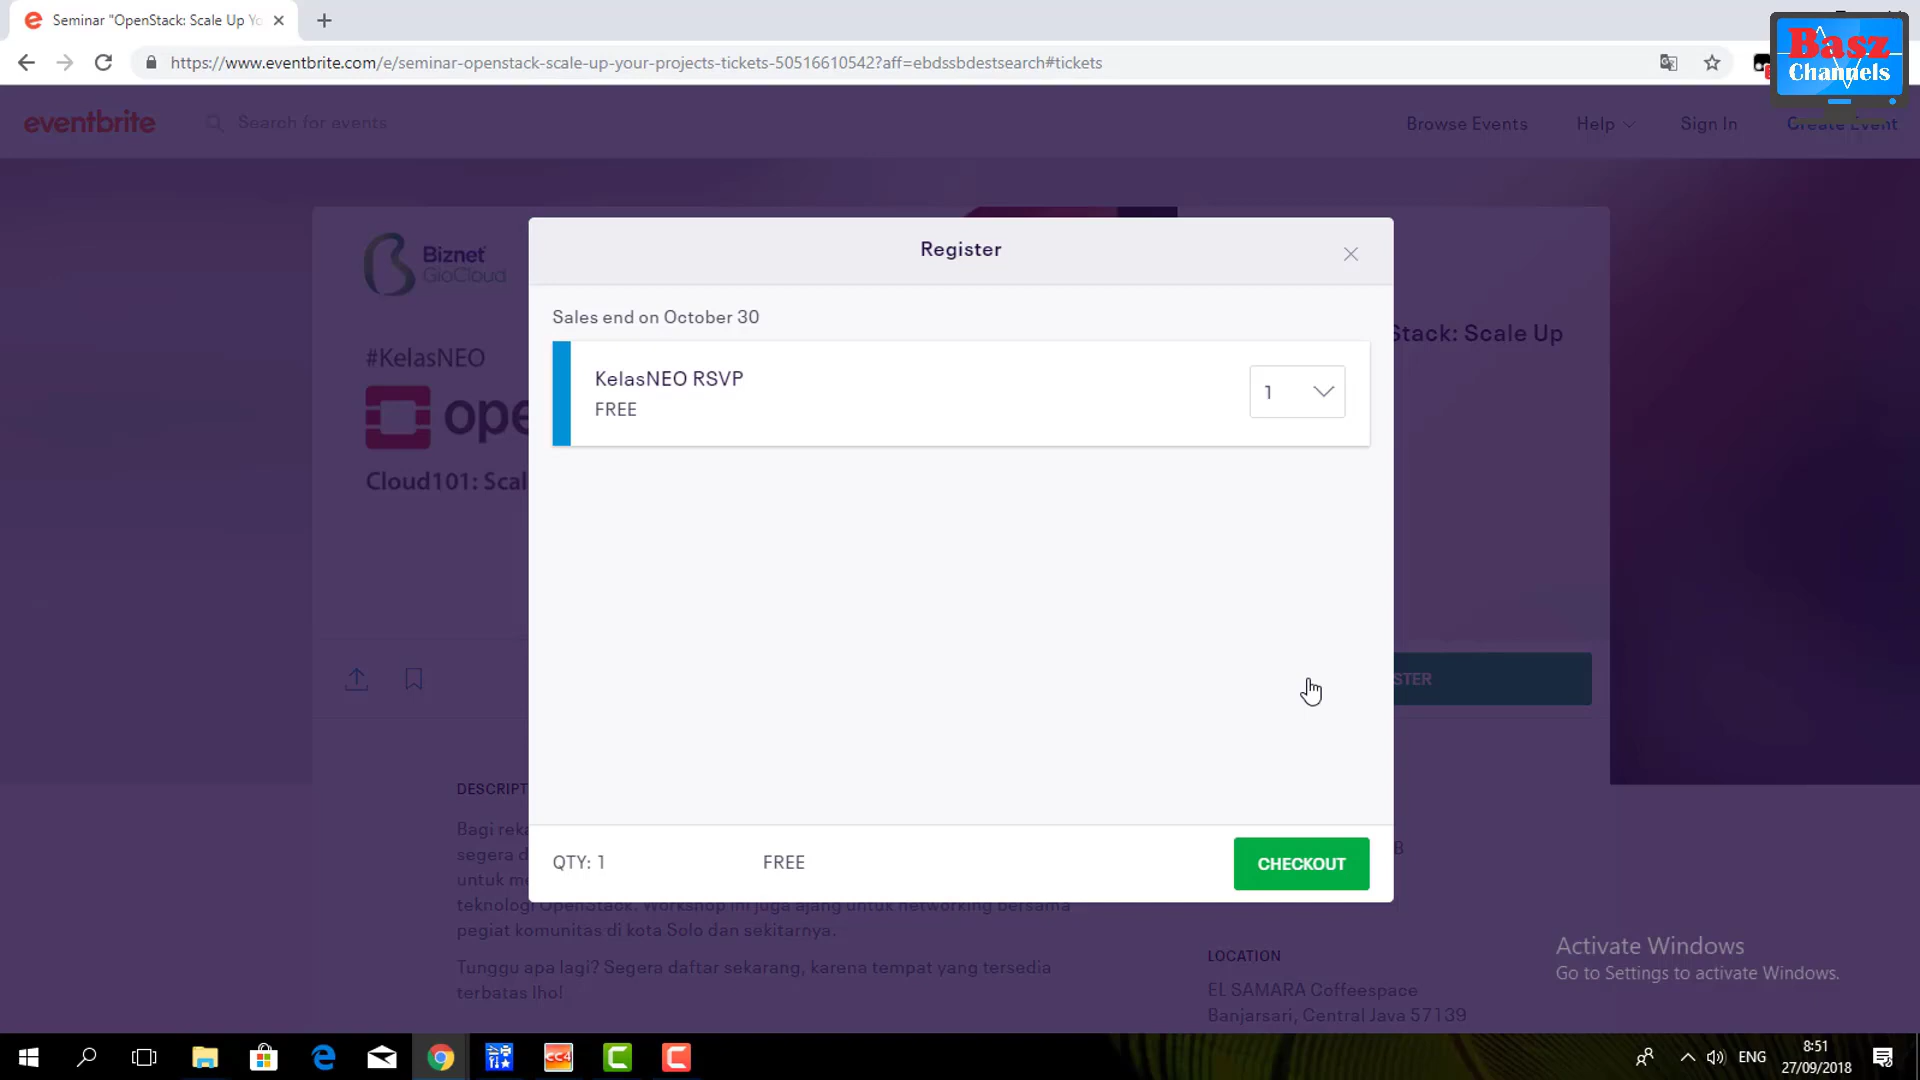 Seminar "OpenStack: Scale Up Yo
https://www.eventbrite.com/e/seminar-openstack-scale-up-your-projects-tickets-50516610542?aff=ebdssbdestsearch#tickets
Basz
Channels
eventbrite
Search for events
Browse Events
Help
Sign In
Create Event
Biznet
GioCloud
#KelasNEO
ope
Cloud101: Scal
Stack: Scale Up
Register
Sales end on October 30
KelasNEO RSVP
FREE
1
STER
QTY: 1
FREE
CHECKOUT
DESCRIPT
Bagi reka
segera d
untuk me
teknologi OpenStack. Workshop ini juga ajang untuk networking bersama
pegiat komunitas di kota Solo dan sekitarnya.
Tunggu apa lagi? Segera daftar sekarang, karena tempat yang tersedia
terbatas lho!
B
LOCATION
EL SAMARA Coffeespace
Banjarsari, Central Java 57139
Activate Windows
Go to Settings to activate Windows.
CC4
ENG
8:51
27/09/2018